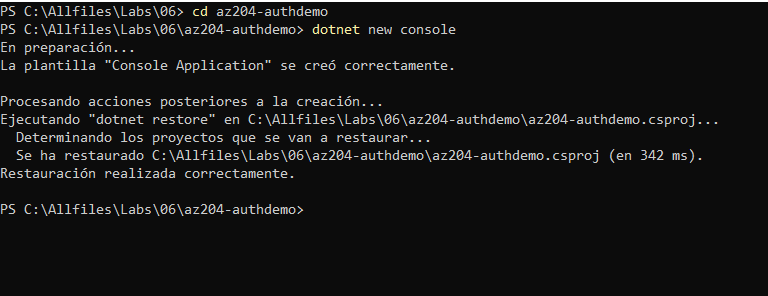 PS C:\Allfiles\Labs\06> cd az204-authdemo
PS C:\Allfiles\Labs\06\az204-authdemo> dotnet new console
En preparación...
La plantilla "Console Application" se creó correctamente.
Procesando acciones posteriores a la creación...
Ejecutando "dotnet restore" en C:\Allfiles\Labs\06\az204-authdemo\az204-authdemo.csproj...
  Determinando los proyectos que se van a restaurar...
  Se ha restaurado C:\Allfiles\Labs\06\az204-authdemo\az204-authdemo.csproj (en 342 ms).
Restauración realizada correctamente.
PS C:\Allfiles\Labs\06\az204-authdemo>